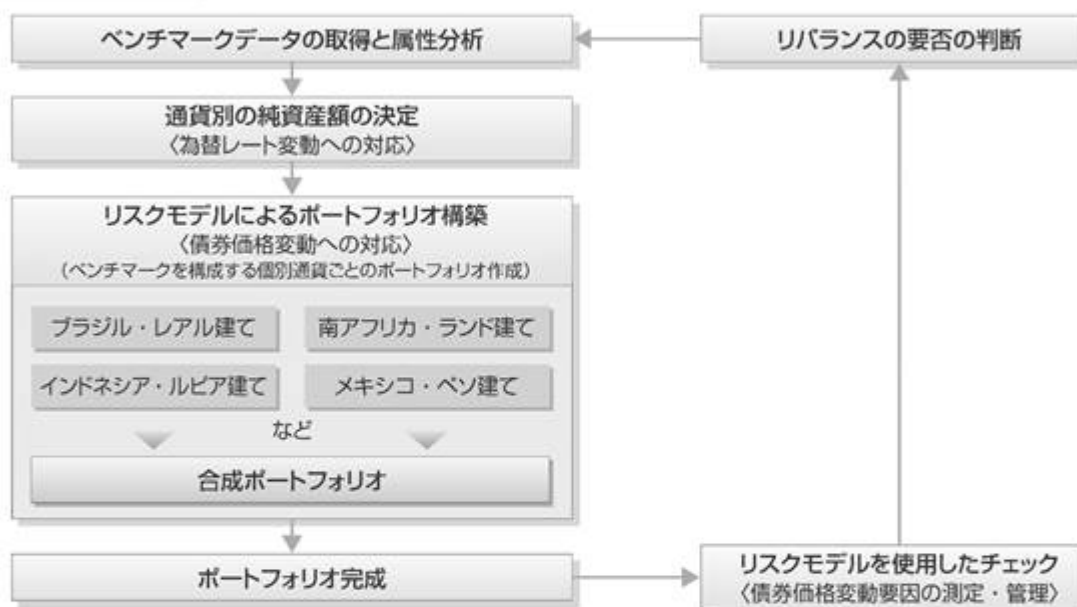 ベンチマークデータの取得と属性分析
リバランスの要否の判断
通貨別の純資産額の決定
〈為替レート変動への対応〉
リスクモデルによるポートフォリオ構築
〈債券価格変動への対応〉
(ベンチマークを構成する個別通貨ごとのポートフォリオ作成)
ブラジル・レアル建て
南アフリカ・ランド建て
インドネシア・ルピア建て
メキシコ・ペソ建て
など
合成ポートフォリオ
ポートフォリオ完成
リスクモデルを使用したチェック
〈債券価格変動要因の測定・管理〉